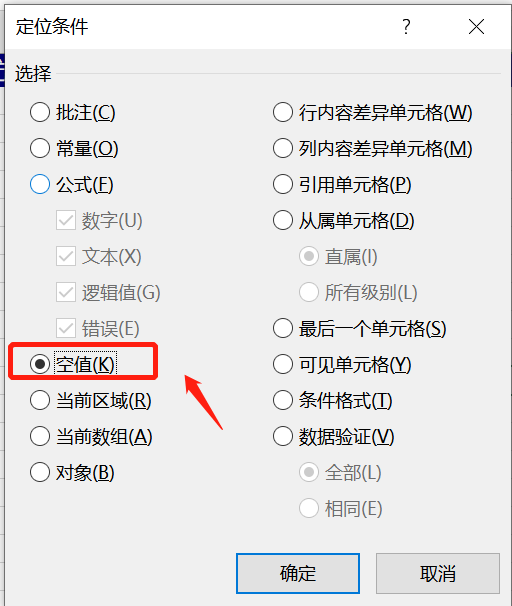 定位条件
选择
批注(C)
常量(O)
公式(F)
数字(U)
文本(X)
逻辑值(G)
错误(E)
空值(K)
当前区域(R)
当前数组(A)
对象(B)
行内容差异单元格(W)
列内容差异单元格(M)
引用单元格(P)
从属单元格(D)
直属(I)
所有级别(L)
最后一个单元格(S)
可见单元格(Y)
条件格式(T)
数据验证(V)
全部(L)
相同(E)
确定
取消